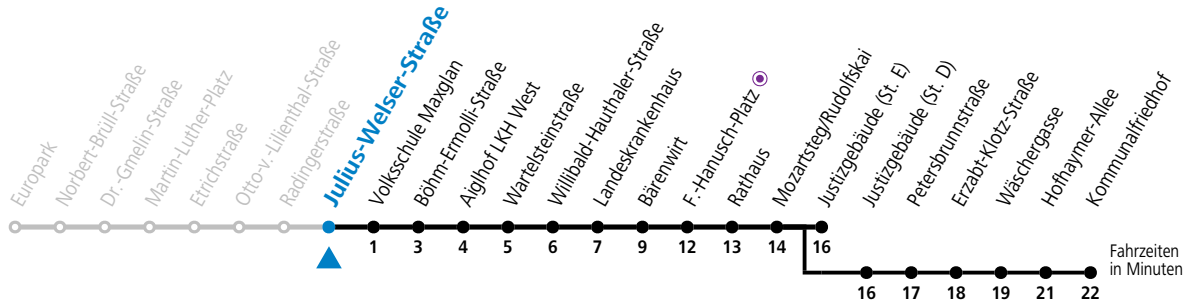 Europark
Norbert-Brüll-Straße
Dr.-Gmelin-Straße
Martin-Luther-Platz
Etrichstraße
Otto-v.-Lilienthal-Straße
Radingerstraße
Julius-Welser-Straße
Volksschule Maxglan
Böhm-Ermolli-Straße
Aiglhof LKH West
Wartelsteinstraße
Willibald-Hauthaler-Straße
Landeskrankenhaus
Bärenwirt
F.-Hanusch-Platz
Rathaus
Mozartsteg/Rudolfskai
Justizgebäude (St. E)
Justizgebäude (St. D)
Petersbrunnstraße
Erzabt-Klotz-Straße
Wäschergasse
Hofhaymer-Allee
Kommunalfriedhof
1 3 4 5 6 7 9 12 13 14 16
Fahrzeiten
in Minuten
16 17 18 19 21 22